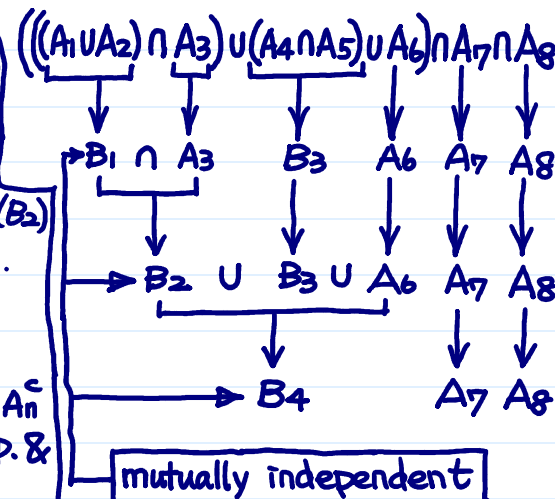 (((A₁∪A₂)∩A₃)∪(A₄∩A₅)∪A₆)∩A₇∩A₈
B₁ ∩ A₃ B₃ A₆ A₇ A₈
(B₂)
B₂ ∪ B₃ ∪ A₆ A₇ A₈
Aₙᶜ B₄ A₇ A₈
p. &
mutually independent